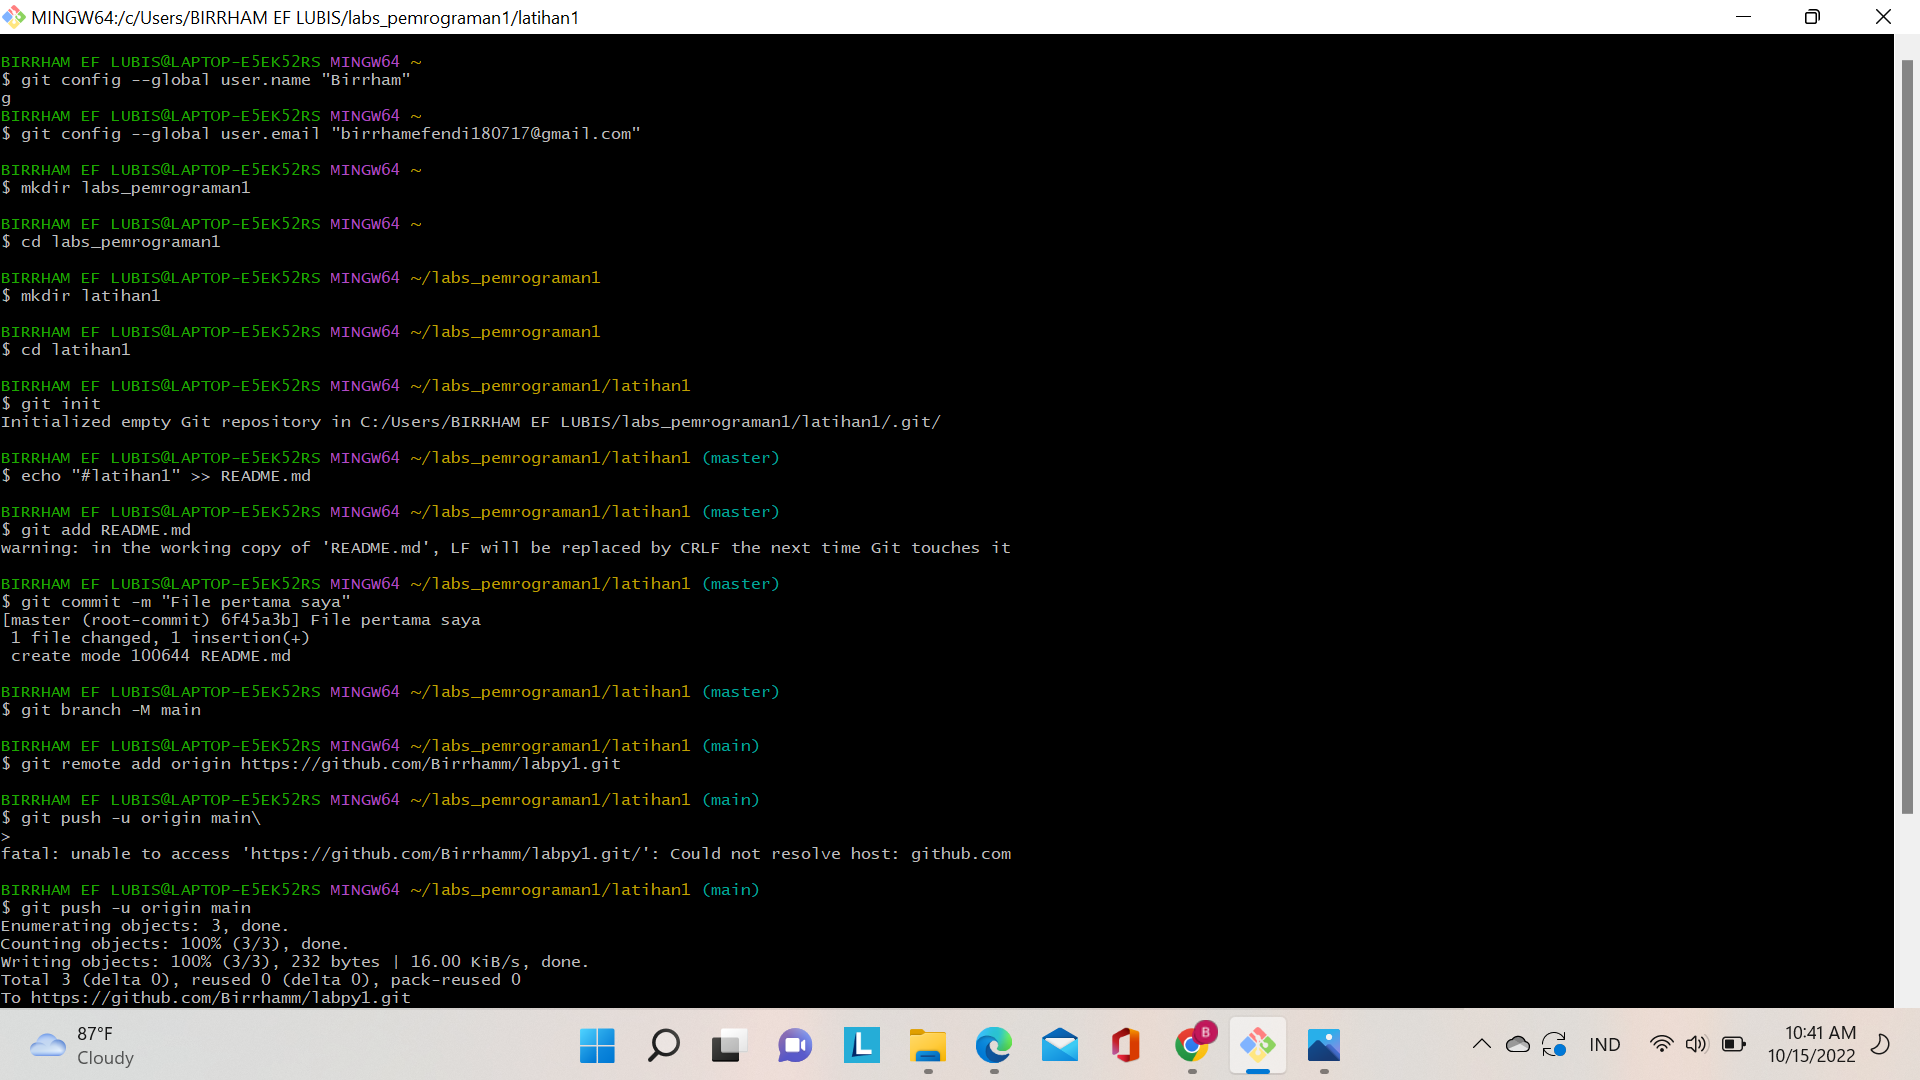 MINGW64:/c/Users/BIRRHAM EF LUBIS/labs_pemrograman1/latihan1
BIRRHAM EF LUBIS@LAPTOP-E5EK52RS MINGW64 ~
$ git config --global user.name "Birrham"
g
BIRRHAM EF LUBIS@LAPTOP-E5EK52RS MINGW64 ~
$ git config --global user.email "birrhamefendi180717@gmail.com"
BIRRHAM EF LUBIS@LAPTOP-E5EK52RS MINGW64 ~
$ mkdir labs_pemrograman1
BIRRHAM EF LUBIS@LAPTOP-E5EK52RS MINGW64 ~
$ cd labs_pemrograman1
BIRRHAM EF LUBIS@LAPTOP-E5EK52RS MINGW64 ~/labs_pemrograman1
$ mkdir latihan1
BIRRHAM EF LUBIS@LAPTOP-E5EK52RS MINGW64 ~/labs_pemrograman1
$ cd latihan1
BIRRHAM EF LUBIS@LAPTOP-E5EK52RS MINGW64 ~/labs_pemrograman1/latihan1
$ git init
Initialized empty Git repository in C:/Users/BIRRHAM EF LUBIS/labs_pemrograman1/latihan1/.git/
BIRRHAM EF LUBIS@LAPTOP-E5EK52RS MINGW64 ~/labs_pemrograman1/latihan1 (master)
$ echo "#latihan1" >> README.md
BIRRHAM EF LUBIS@LAPTOP-E5EK52RS MINGW64 ~/labs_pemrograman1/latihan1 (master)
$ git add README.md
warning: in the working copy of 'README.md', LF will be replaced by CRLF the next time Git touches it
BIRRHAM EF LUBIS@LAPTOP-E5EK52RS MINGW64 ~/labs_pemrograman1/latihan1 (master)
$ git commit -m "File pertama saya"
[master (root-commit) 6f45a3b] File pertama saya
1 file changed, 1 insertion(+)
create mode 100644 README.md
BIRRHAM EF LUBIS@LAPTOP-E5EK52RS MINGW64 ~/labs_pemrograman1/latihan1 (master)
$ git branch -M main
BIRRHAM EF LUBIS@LAPTOP-E5EK52RS MINGW64 ~/labs_pemrograman1/latihan1 (main)
$ git remote add origin https://github.com/Birrhamm/labpy1.git
BIRRHAM EF LUBIS@LAPTOP-E5EK52RS MINGW64 ~/labs_pemrograman1/latihan1 (main)
$ git push -u origin main\
>
fatal: unable to access 'https://github.com/Birrhamm/labpy1.git/': Could not resolve host: github.com
BIRRHAM EF LUBIS@LAPTOP-E5EK52RS MINGW64 ~/labs_pemrograman1/latihan1 (main)
$ git push -u origin main
Enumerating objects: 3, done.
Counting objects: 100% (3/3), done.
Writing objects: 100% (3/3), 232 bytes | 16.00 KiB/s, done.
Total 3 (delta 0), reused 0 (delta 0), pack-reused 0
To https://github.com/Birrhamm/labpy1.git
87°F
Cloudy
L
B
IND
10:41 AM
10/15/2022